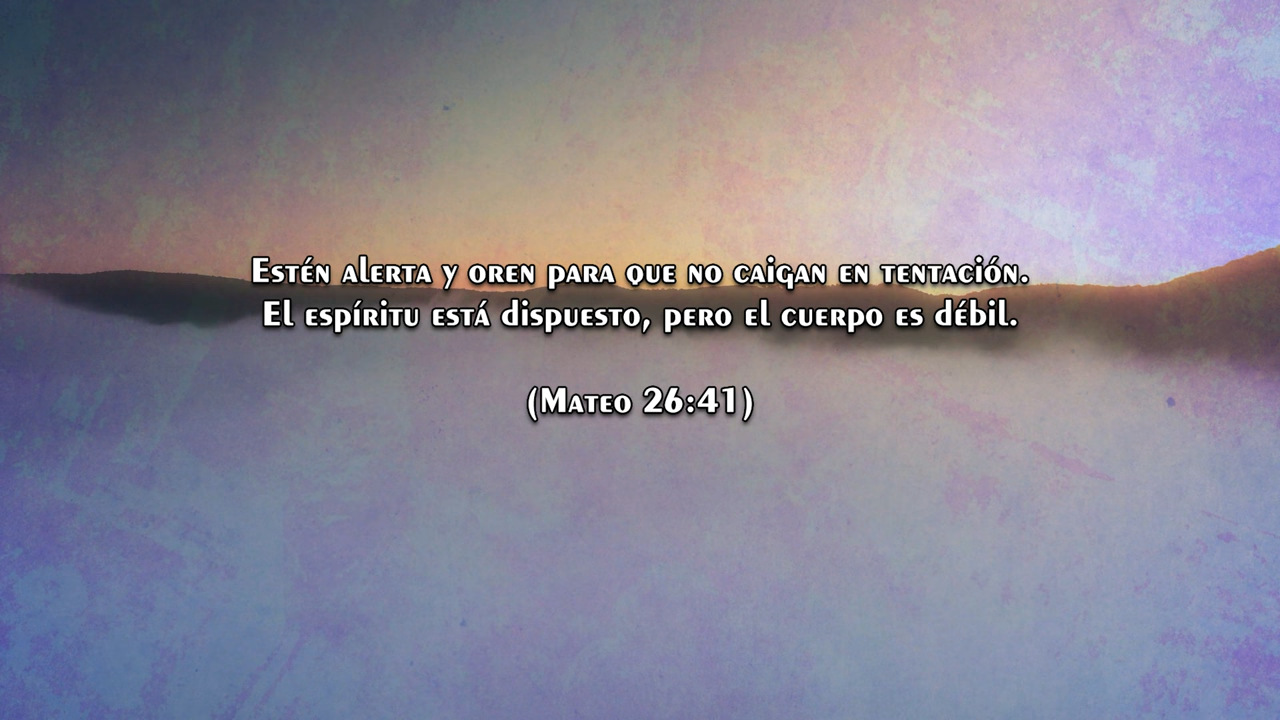 Estén alerta y oren para que no caigan en tentación.
El espíritu está dispuesto, pero el cuerpo es débil.
(Mateo 26:41)